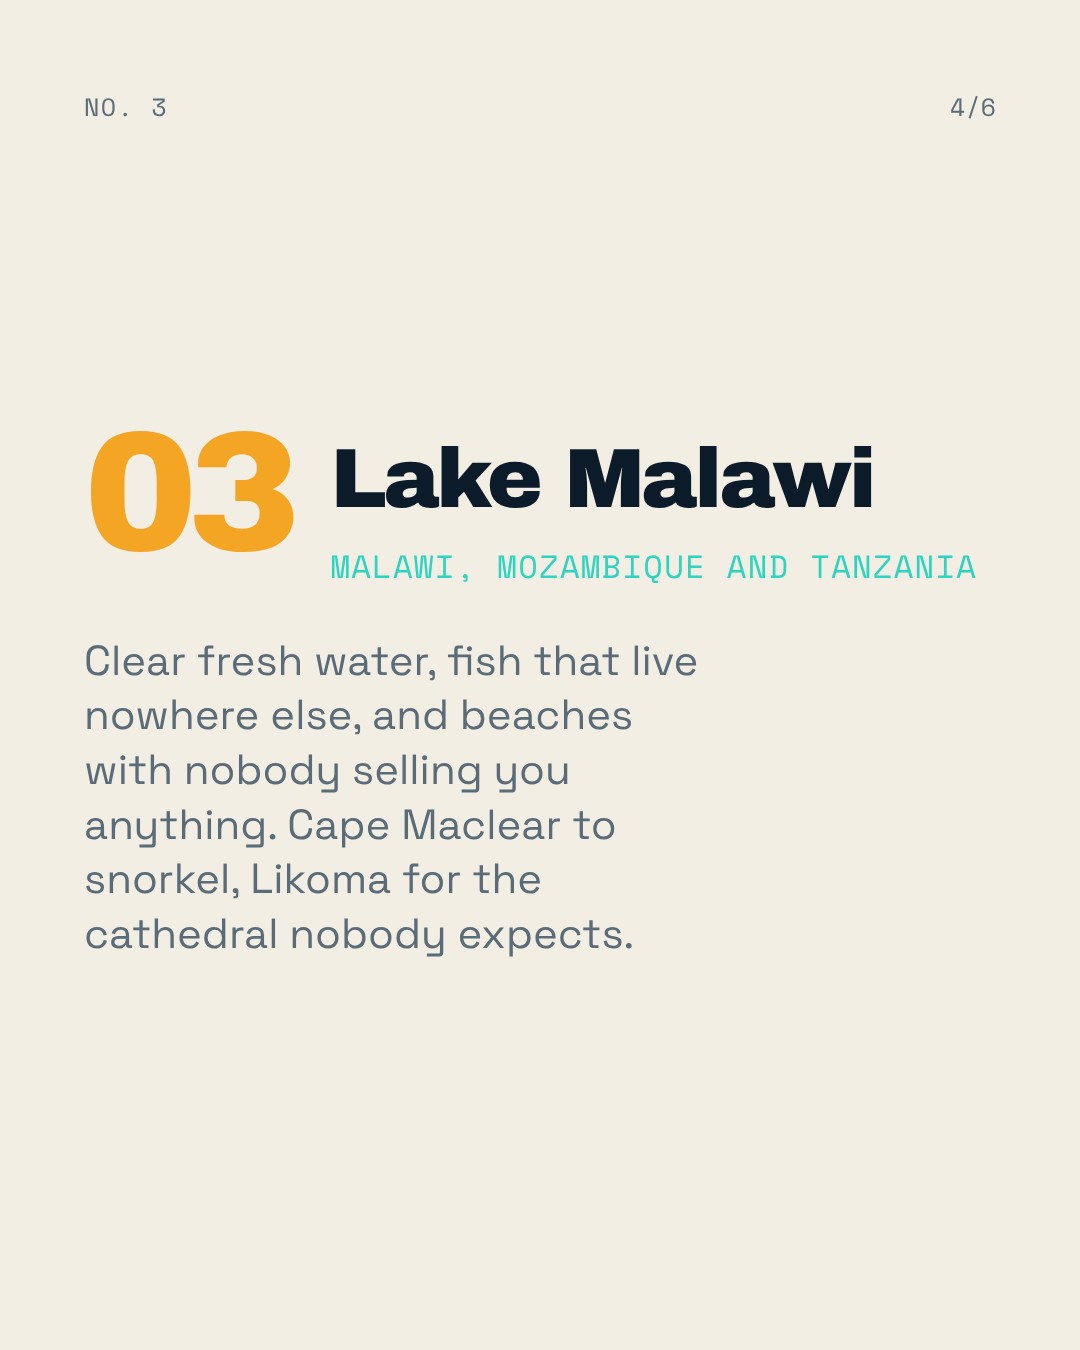 NO. 3
4/6
03
Lake Malawi
MALAWI, MOZAMBIQUE AND TANZANIA
Clear fresh water, fish that live
nowhere else, and beaches
with nobody selling you
anything. Cape Maclear to
snorkel, Likoma for the
cathedral nobody expects.